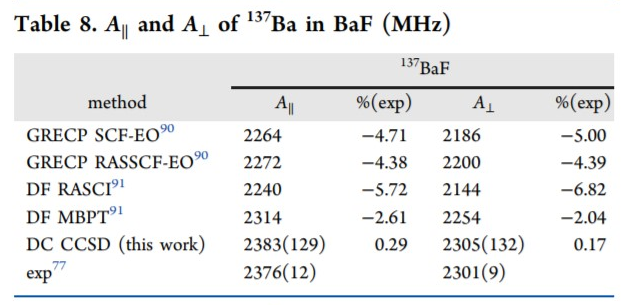 Table 8. A∥ and A⊥ of ¹³⁷Ba in BaF (MHz)
¹³⁷BaF
method A∥ %(exp) A⊥ %(exp)
GRECP SCF-EO⁹⁰ 2264 −4.71 2186 −5.00
GRECP RASSCF-EO⁹⁰ 2272 −4.38 2200 −4.39
DF RASCI⁹¹ 2240 −5.72 2144 −6.82
DF MBPT⁹¹ 2314 −2.61 2254 −2.04
DC CCSD (this work) 2383(129) 0.29 2305(132) 0.17
exp⁷⁷ 2376(12) 2301(9)